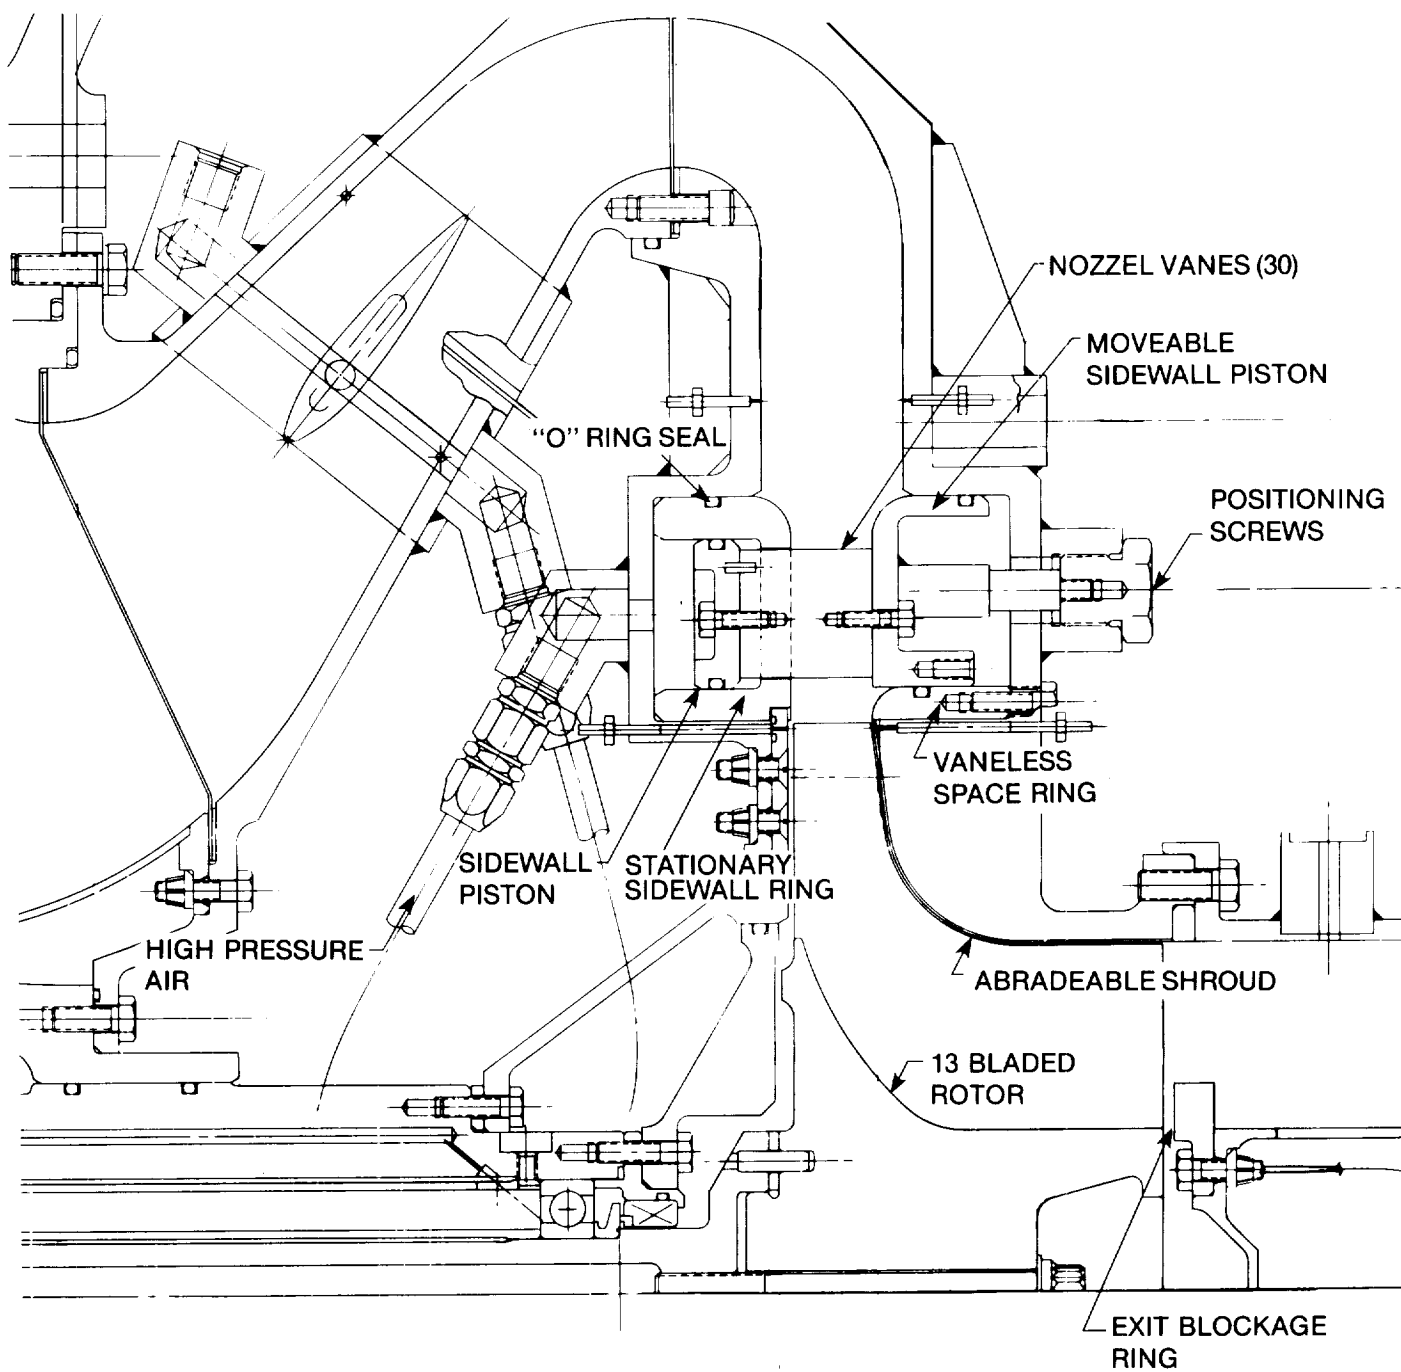 NOZZEL VANES (30)
MOVEABLE
SIDEWALL PISTON
"O" RING SEAL
POSITIONING
SCREWS
VANELESS
SPACE RING
SIDEWALL
PISTON
STATIONARY
SIDEWALL RING
HIGH PRESSURE
AIR
ABRADEABLE SHROUD
13 BLADED
ROTOR
EXIT BLOCKAGE
RING